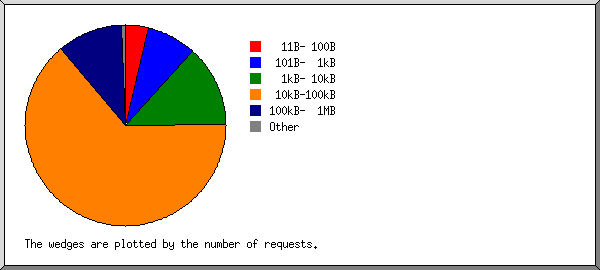 11B- 100B
101B- 1kB
1kB- 10kB
10kB-100kB
100kB- 1MB
Other
The wedges are plotted by the number of requests.